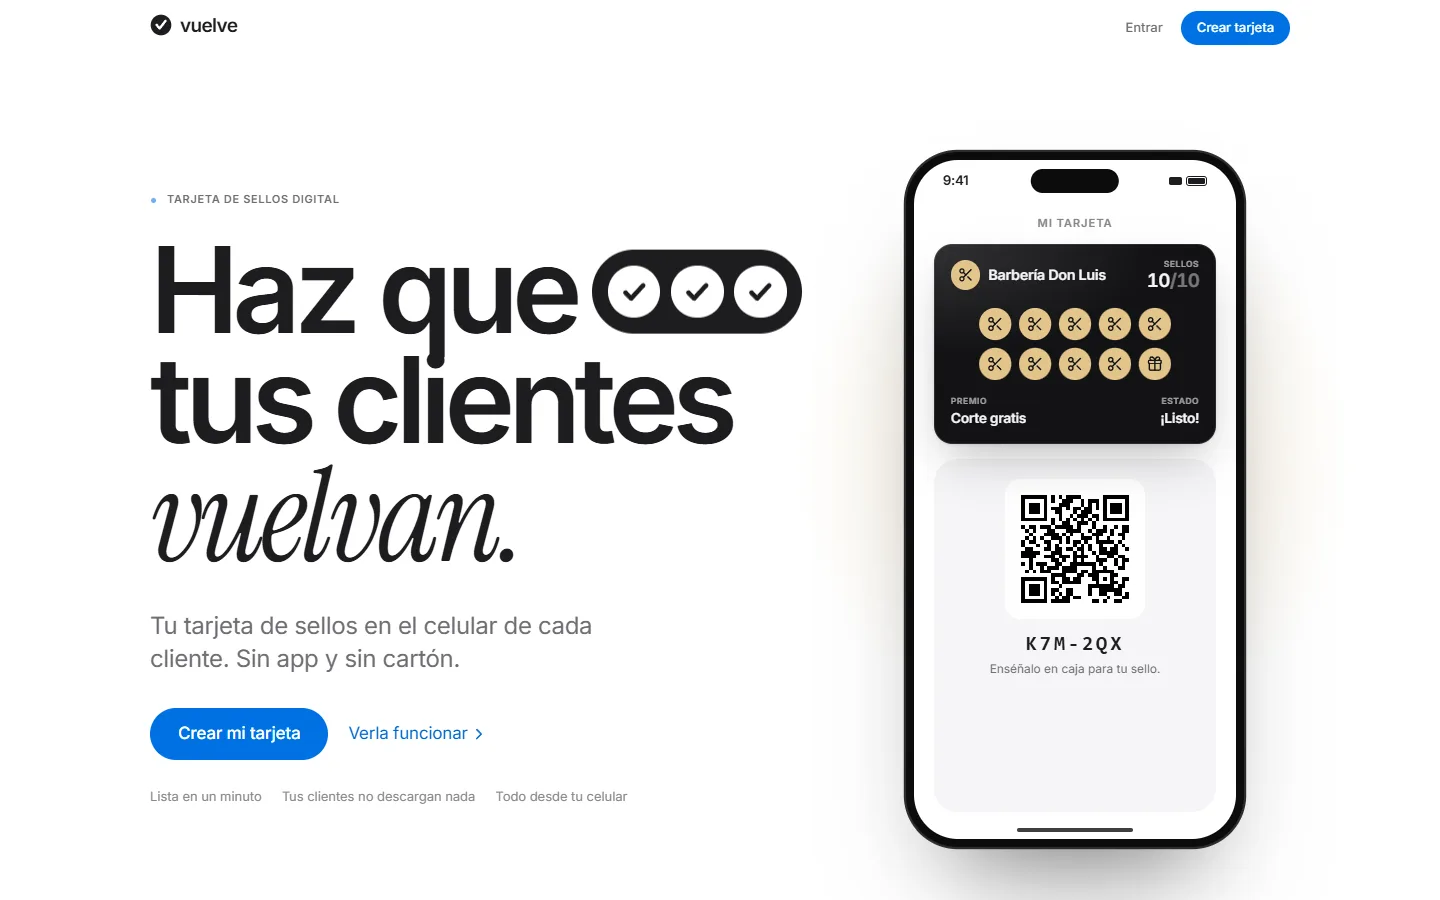 vuelve
Entrar
Crear tarjeta
TARJETA DE SELLOS DIGITAL
Haz que
tus clientes
vuelvan.
Tu tarjeta de sellos en el celular de cada
cliente. Sin app y sin cartón.
Crear mi tarjeta
Verla funcionar
Lista en un minuto
Tus clientes no descargan nada
Todo desde tu celular
9:41
MI TARJETA
Barbería Don Luis
SELLOS
10/10
PREMIO
Corte gratis
ESTADO
¡Listo!
K7M-2QX
Enséñalo en caja para tu sello.